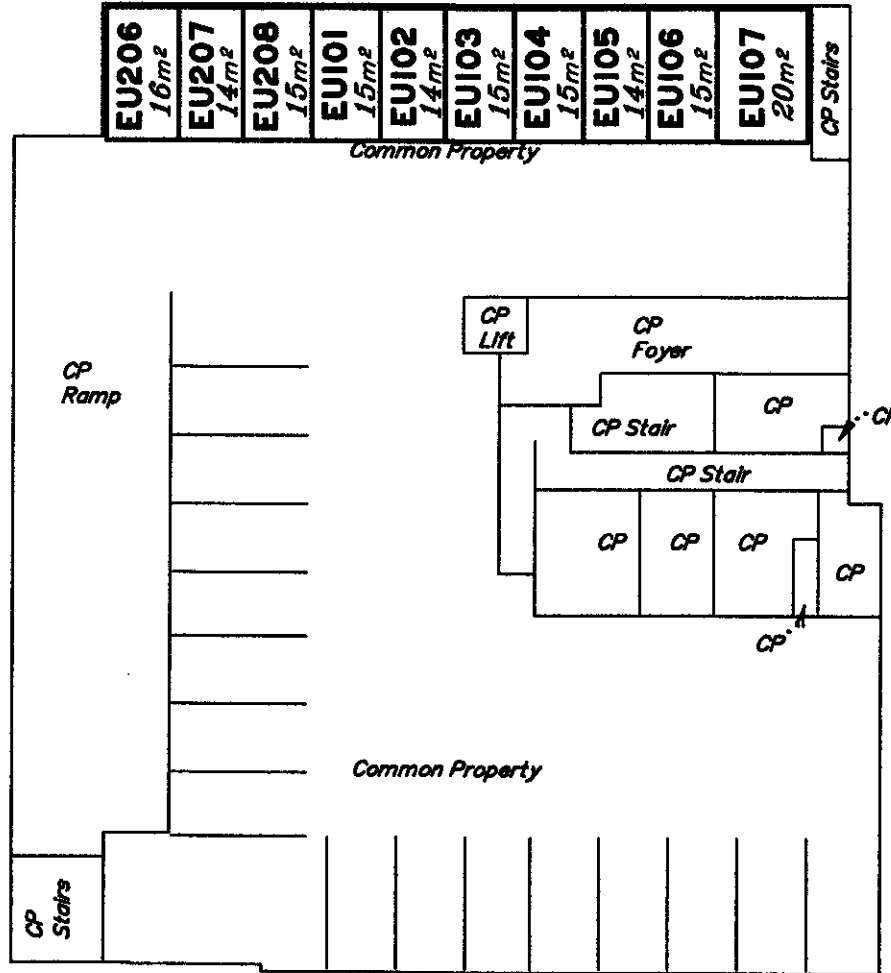 EU206
16m²
EU207
14m²
EU208
15m²
EU101
15m²
EU102
14m²
EU103
15m²
EU104
15m²
EU105
14m²
EU106
15m²
EU107
20m²
CP Stairs
Common Property
CP
Lift
CP
Foyer
CP
Ramp
CP Stair
CP
CP Stair
CP
CP
CP
CP
CP
Common Property
CP
Stairs